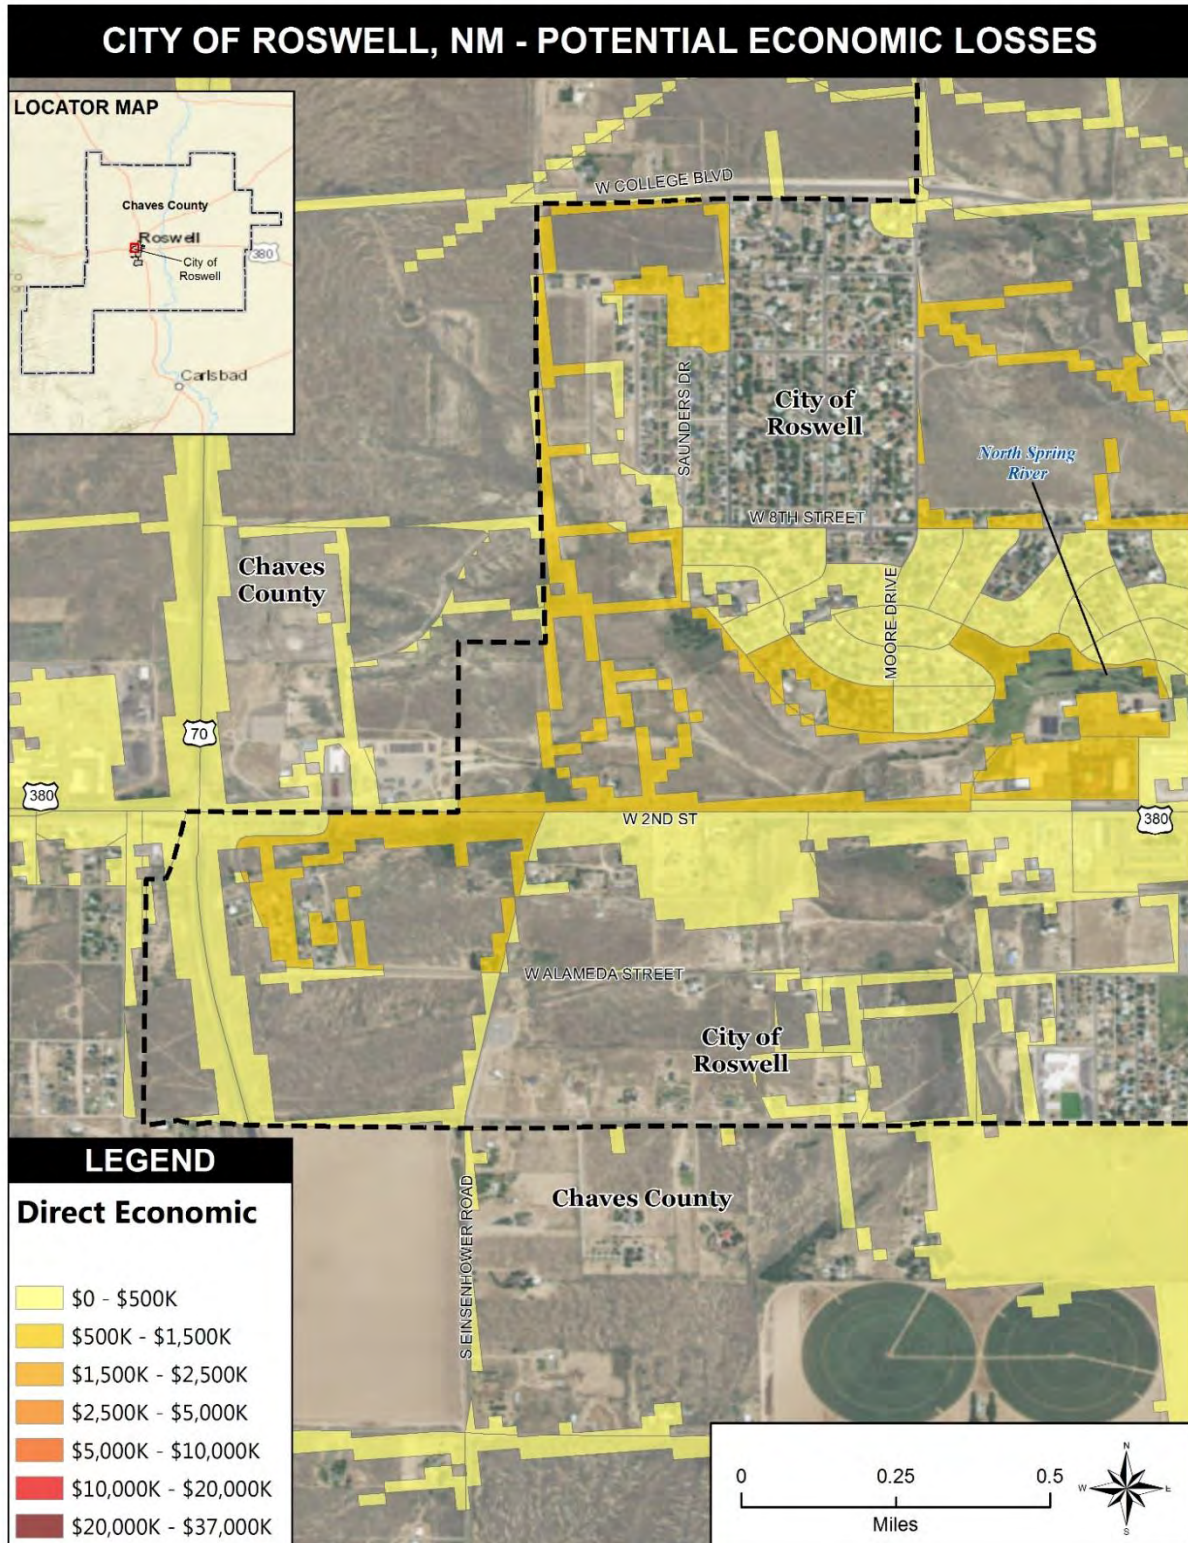 CITY OF ROSWELL, NM - POTENTIAL ECONOMIC LOSSES
LOCATOR MAP
Chaves County
Roswell
380
City of
Roswell
Carlsbad
W COLLEGE BLVD
SAUNDERS DR
City of
Roswell
North Spring
River
W 8TH STREET
Chaves
County
MOORE DRIVE
70
380
W 2ND ST
380
W ALAMEDA STREET
City of
Roswell
Chaves County
S EINSENHOWER ROAD
LEGEND
Direct Economic
$0 - $500K
$500K - $1,500K
$1,500K - $2,500K
$2,500K - $5,000K
$5,000K - $10,000K
$10,000K - $20,000K
$20,000K - $37,000K
0 0.25 0.5
Miles
N
W E
S